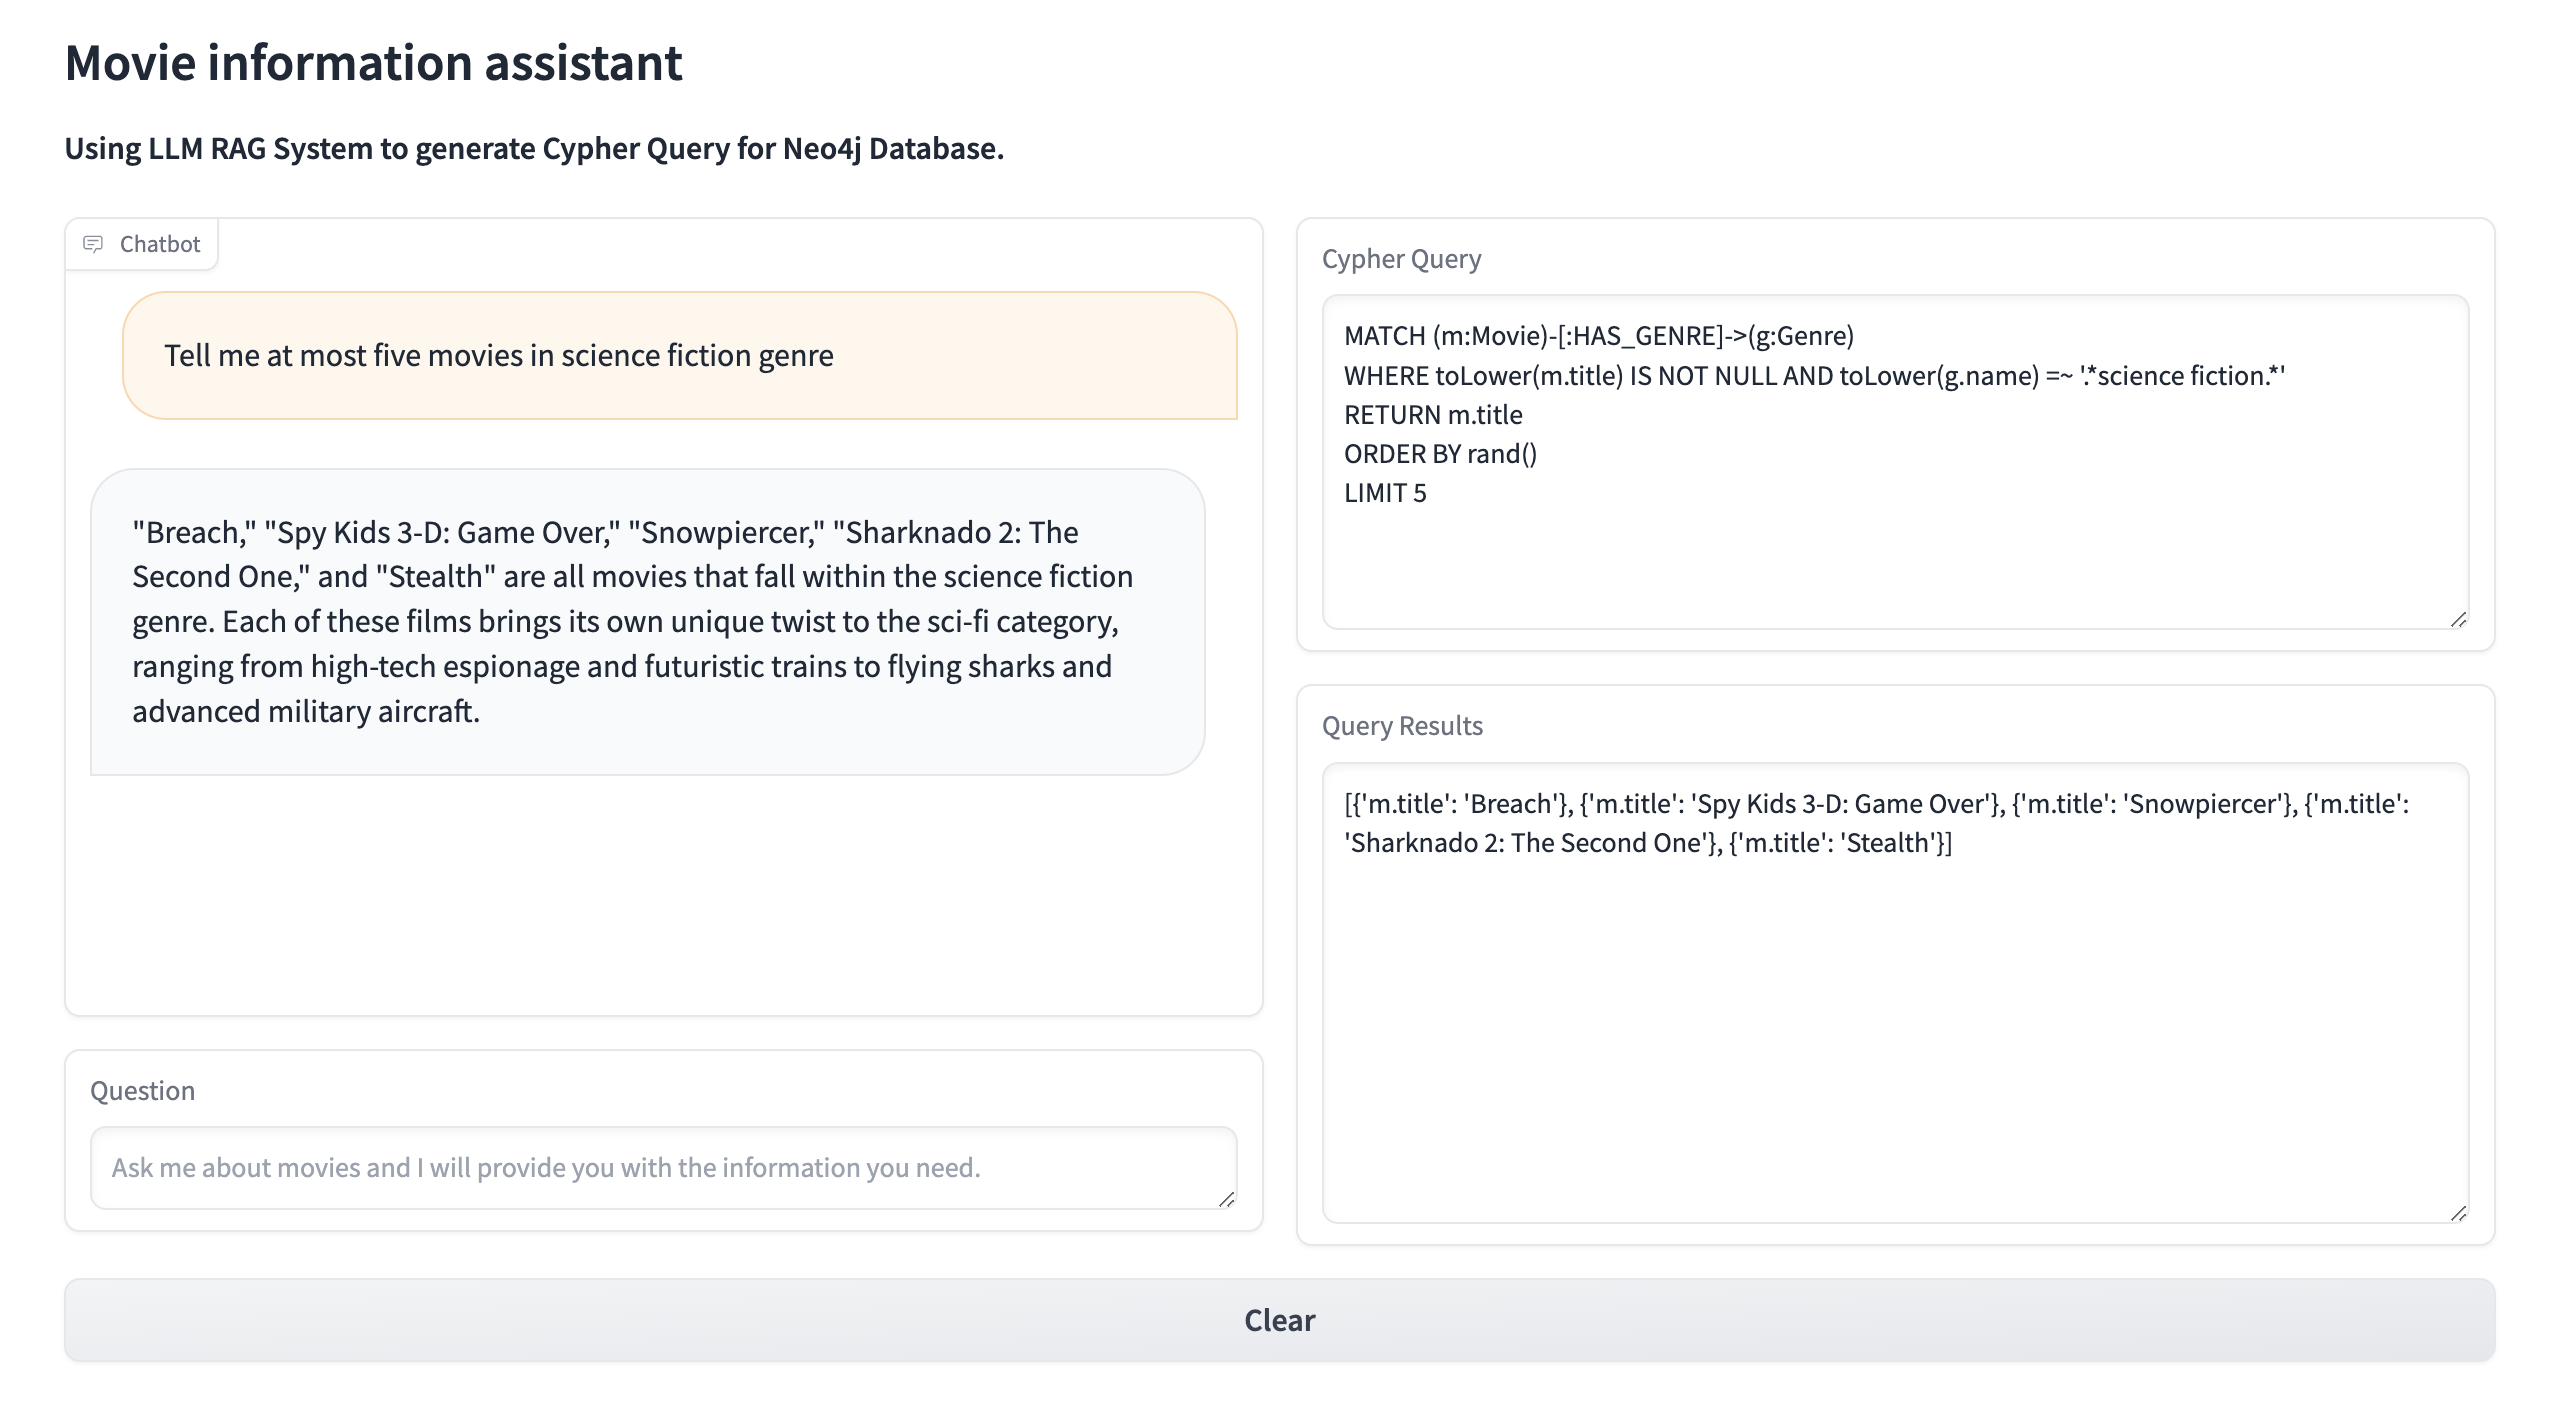 Movie information assistant
Using LLM RAG System to generate Cypher Query for Neo4j Database.
Chatbot
Tell me at most five movies in science fiction genre
"Breach," "Spy Kids 3-D: Game Over," "Snowpiercer," "Sharknado 2: The
Second One," and "Stealth" are all movies that fall within the science fiction
genre. Each of these films brings its own unique twist to the sci-fi category,
ranging from high-tech espionage and futuristic trains to flying sharks and
advanced military aircraft.
Question
Ask me about movies and I will provide you with the information you need.
Cypher Query
MATCH (m:Movie)-[:HAS_GENRE]->(g:Genre)
WHERE toLower(m.title) IS NOT NULL AND toLower(g.name) =~ '.*science fiction.*'
RETURN m.title
ORDER BY rand()
LIMIT 5
Query Results
[{'m.title': 'Breach'}, {'m.title': 'Spy Kids 3-D: Game Over'}, {'m.title': 'Snowpiercer'}, {'m.title':
'Sharknado 2: The Second One'}, {'m.title': 'Stealth'}]
Clear